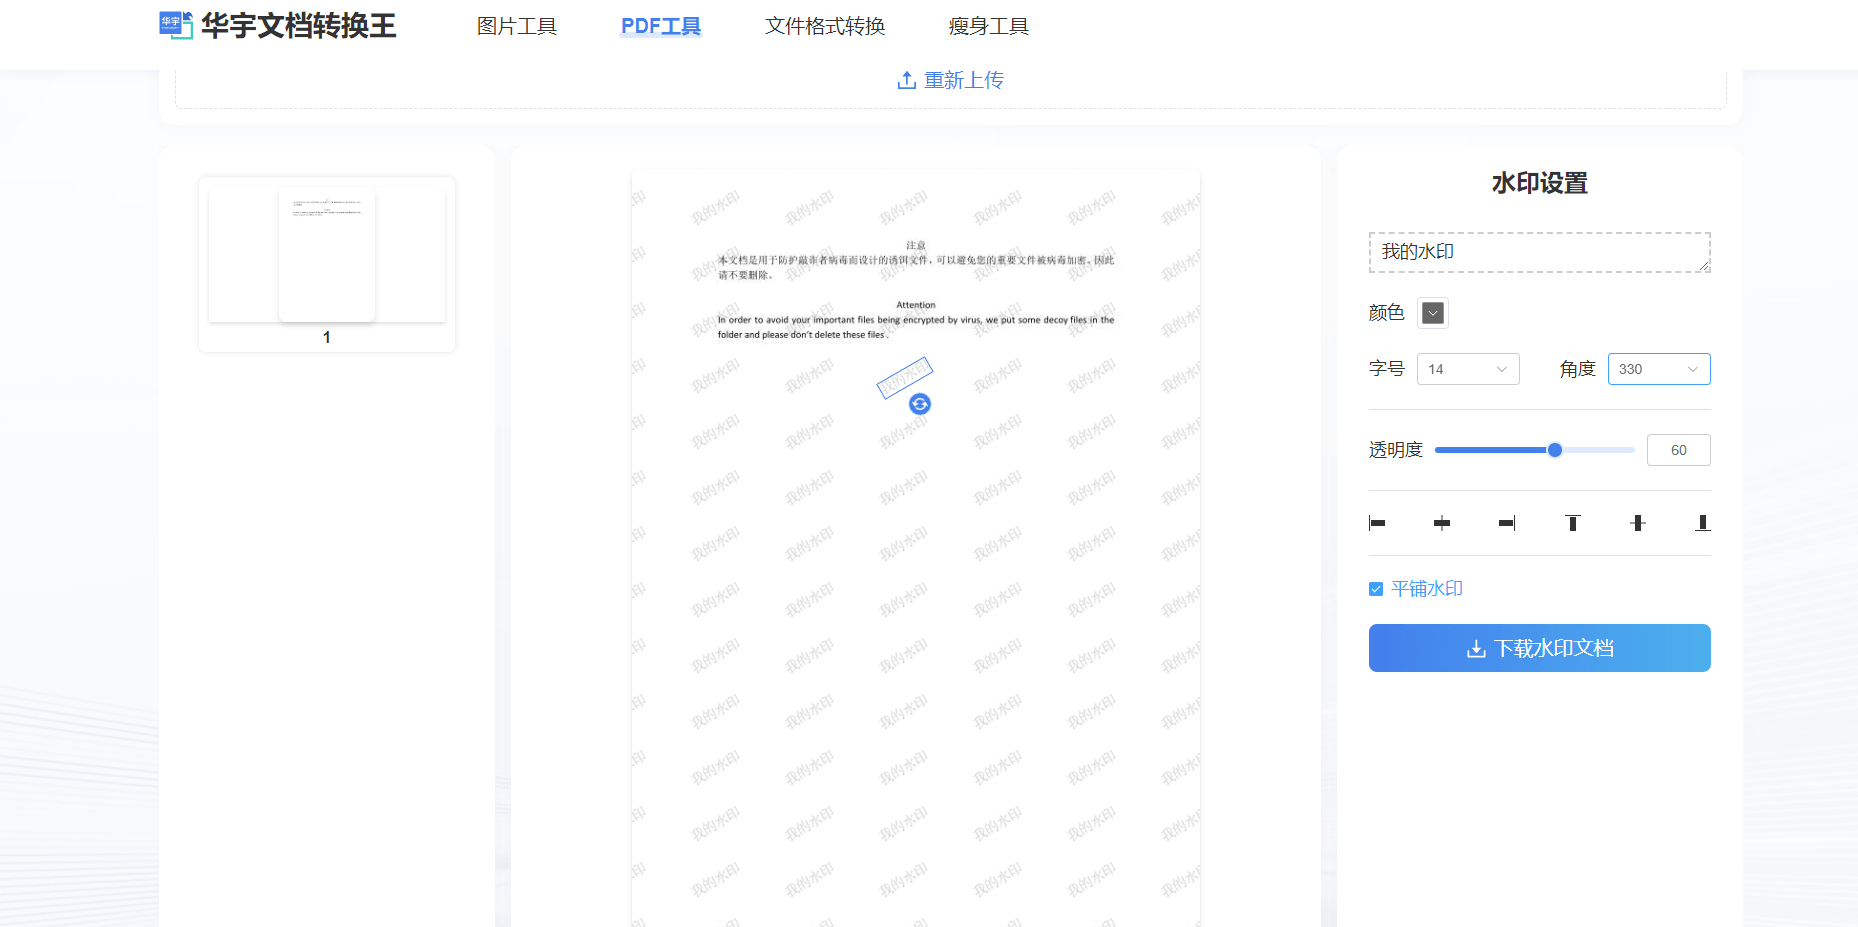 华宇文档转换王
图片工具
PDF工具
文件格式转换
瘦身工具
重新上传
1
注意
本文档是用于防护敲诈者病毒而设计的诱饵文件,可以避免您的重要文件被病毒加密。因此
请不要删除。
Attention
In order to avoid your important files being encrypted by virus, we put some decoy files in the
folder and please don't delete these files .
我的水印
水印设置
我的水印
颜色
字号 14 角度 330
透明度 60
平铺水印
下载水印文档